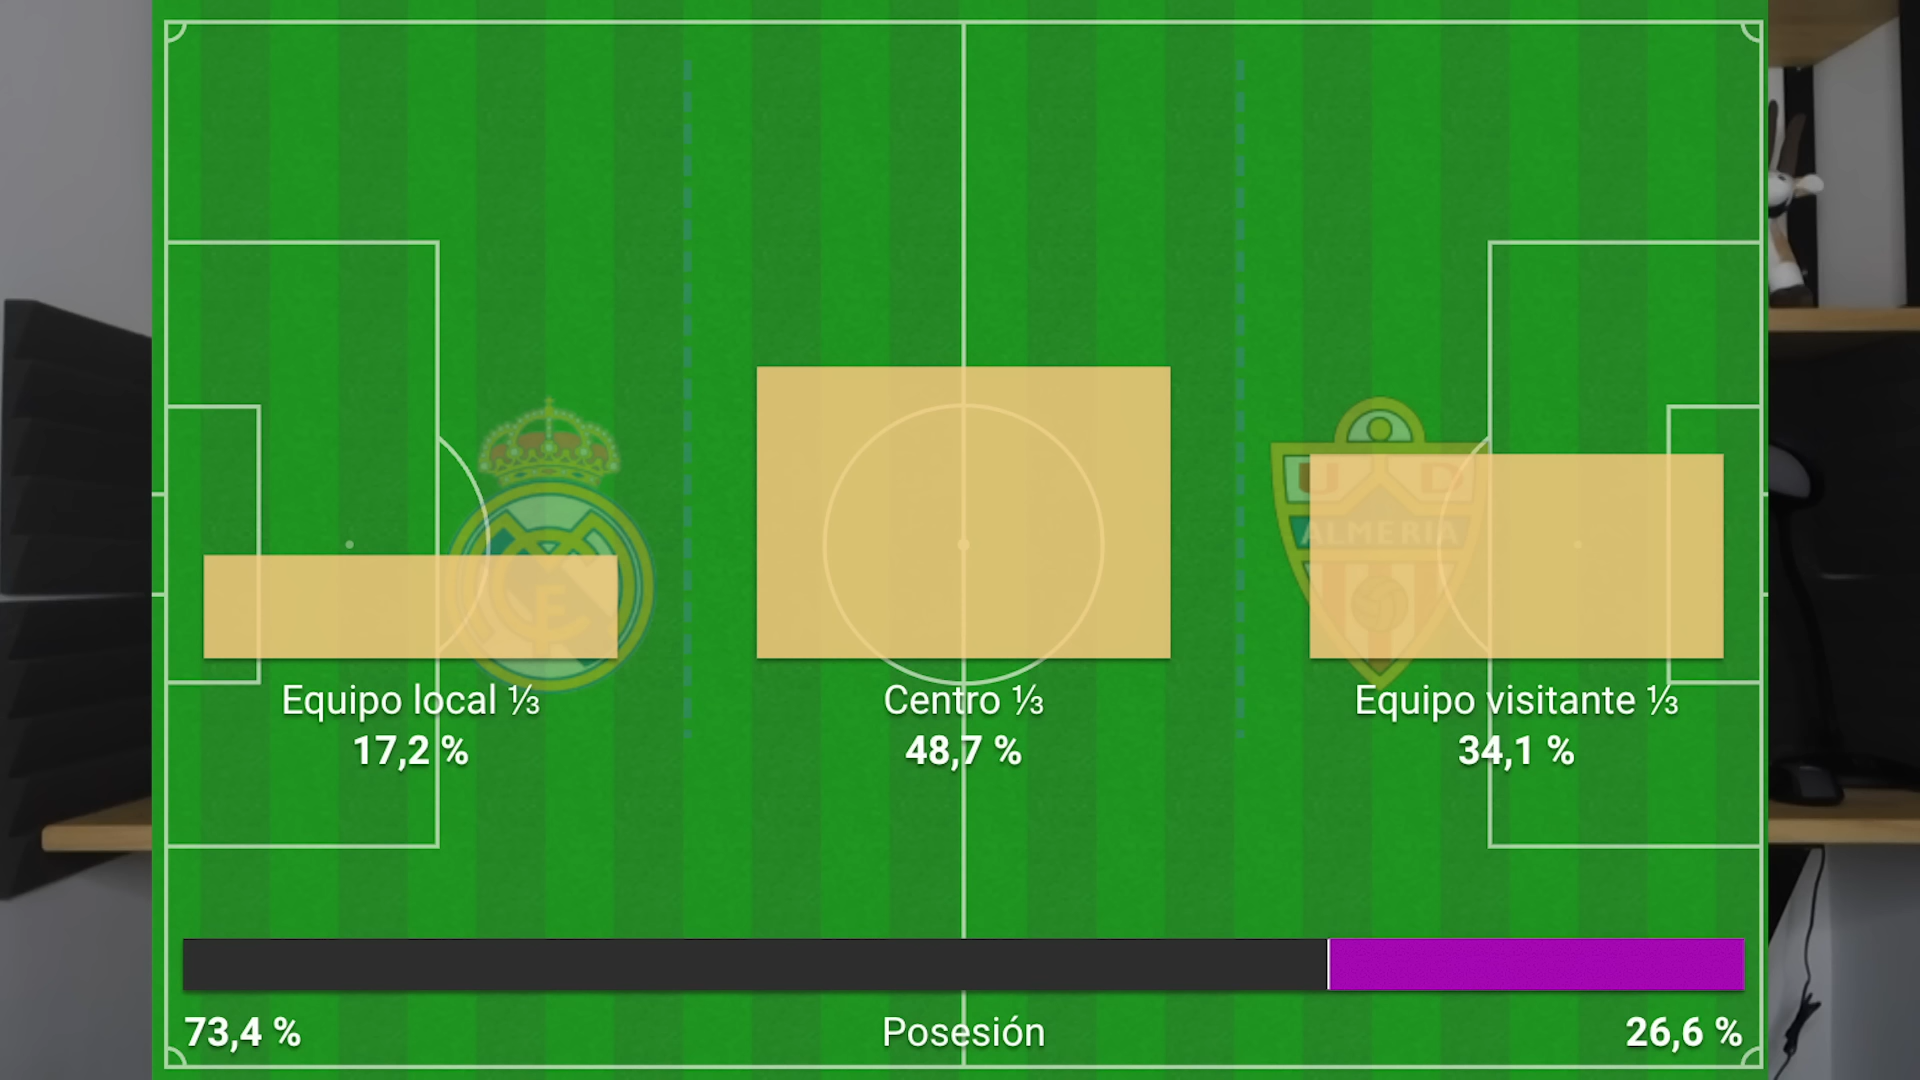 U D
ALMERIA
Equipo local ⅓
17,2 %
Centro ⅓
48,7 %
Equipo visitante ⅓
34,1 %
73,4 %
Posesión
26,6 %